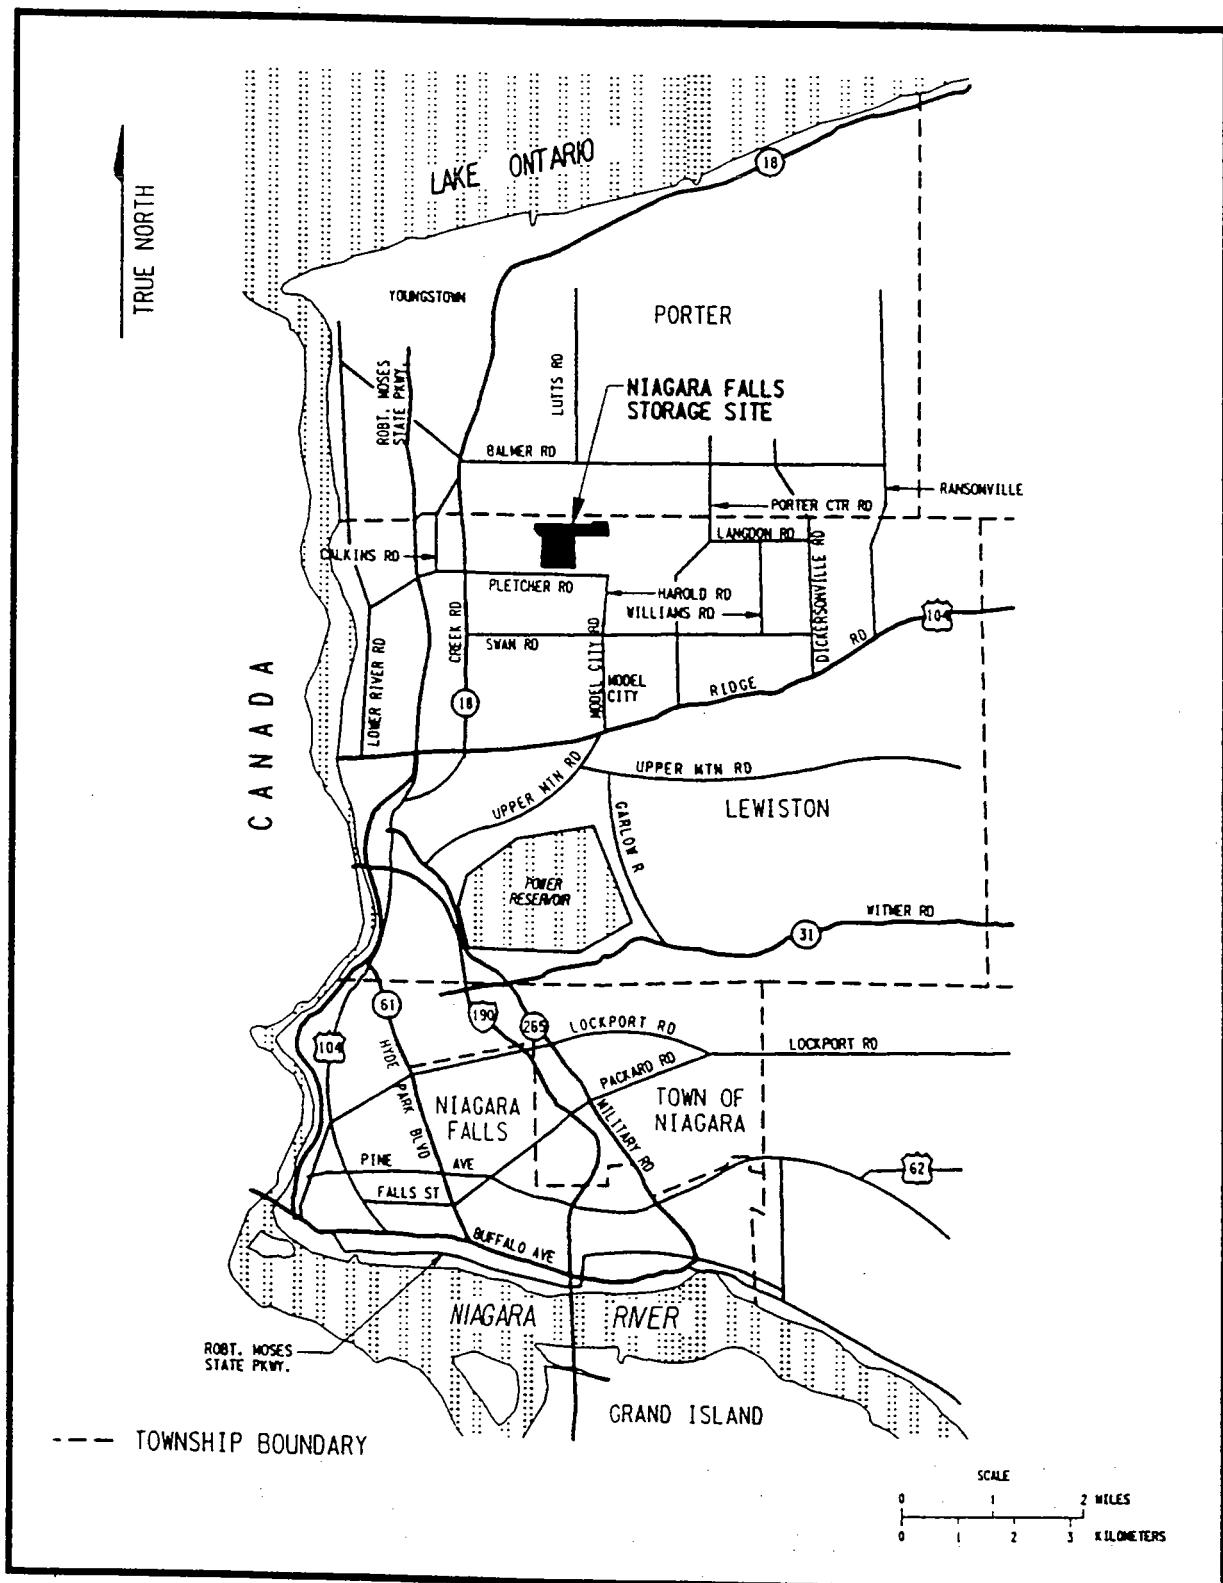 LAKE ONTARIO
18
TRUE NORTH
YOUNGSTOWN
PORTER
ROBT. MOSES
STATE PKWY.
LUTTS RD
NIAGARA FALLS
STORAGE SITE
BALMER RD
RANSONVILLE
PORTER CTR RD
LANGDON RD
CALKINS RD
PLETCHER RD
HAROLD RD
WILLIAMS RD
DICKERSONVILLE RD
104
CREEK RD
SWAN RD
MODEL CITY RD
MODEL
CITY
RIDGE RD
LOWER RIVER RD
18
CANADA
UPPER MTN RD
UPPER MTN RD
GARLOW R
LEWISTON
POWER
RESERVOIR
WITMER RD
31
61
190
265
LOCKPORT RD
LOCKPORT RD
104
HYDE PARK BLVD
PACKARD RD
NIAGARA
FALLS
TOWN OF
NIAGARA
MILITARY RD
PINE AVE
62
FALLS ST
BUFFALO AVE
NIAGARA RIVER
ROBT. MOSES
STATE PKWY.
GRAND ISLAND
TOWNSHIP BOUNDARY
SCALE
0 1 2 MILES
0 1 2 3 KILOMETERS